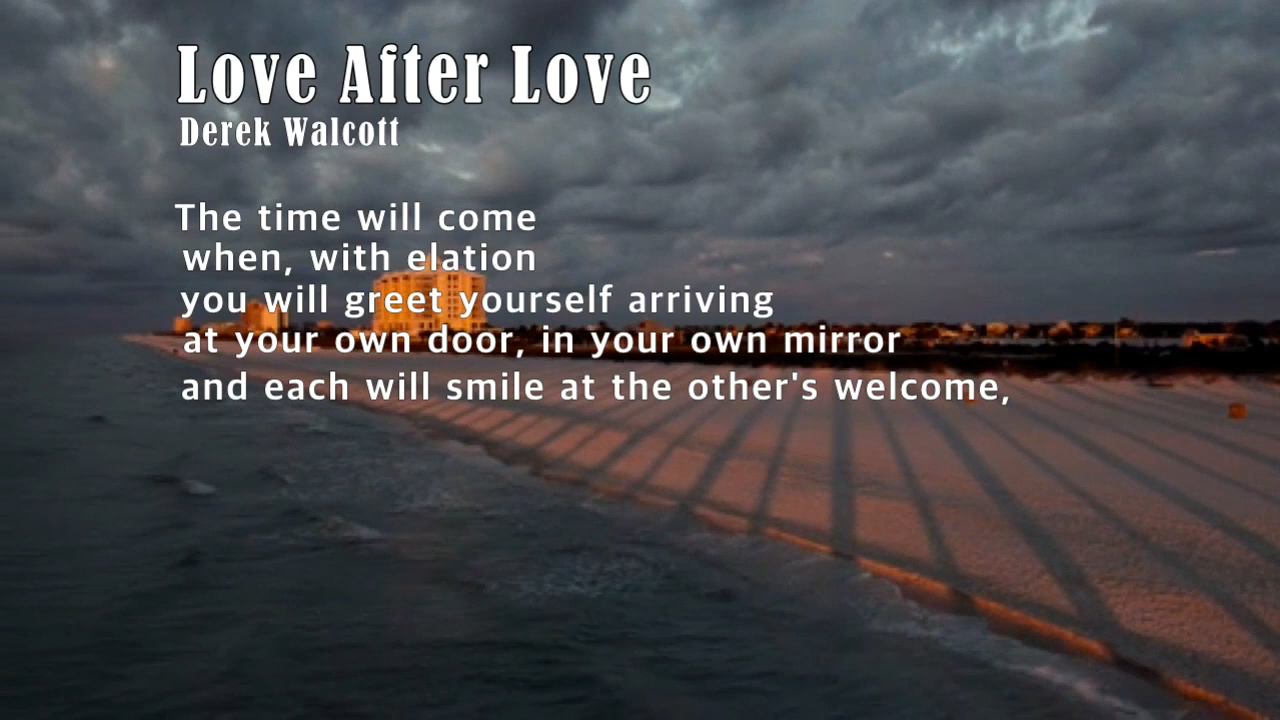 Love After Love
Derek Walcott
The time will come
when, with elation
you will greet yourself arriving
at your own door, in your own mirror
and each will smile at the other's welcome,